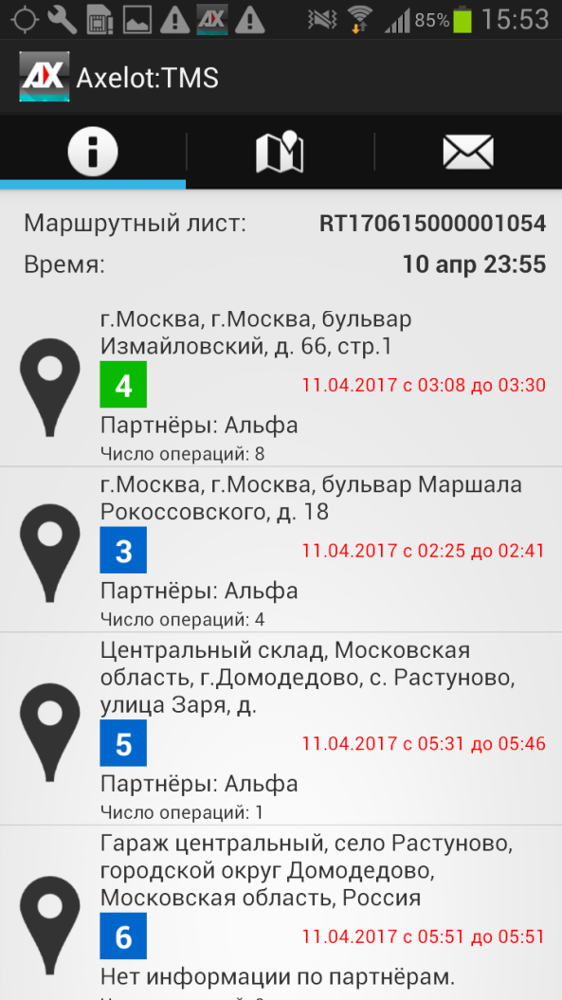 85% 15:53
AX Axelot:TMS
Маршрутный лист: RT170615000001054
Время: 10 апр 23:55
г.Москва, г.Москва, бульвар
Измайловский, д. 66, стр.1
4 11.04.2017 с 03:08 до 03:30
Партнёры: Альфа
Число операций: 8
г.Москва, г.Москва, бульвар Маршала
Рокоссовского, д. 18
3 11.04.2017 с 02:25 до 02:41
Партнёры: Альфа
Число операций: 4
Центральный склад, Московская
область, г.Домодедово, с. Растуново,
улица Заря, д.
5 11.04.2017 с 05:31 до 05:46
Партнёры: Альфа
Число операций: 1
Гараж центральный, село Растуново,
городской округ Домодедово,
Московская область, Россия
6 11.04.2017 с 05:51 до 05:51
Нет информации по партнёрам.